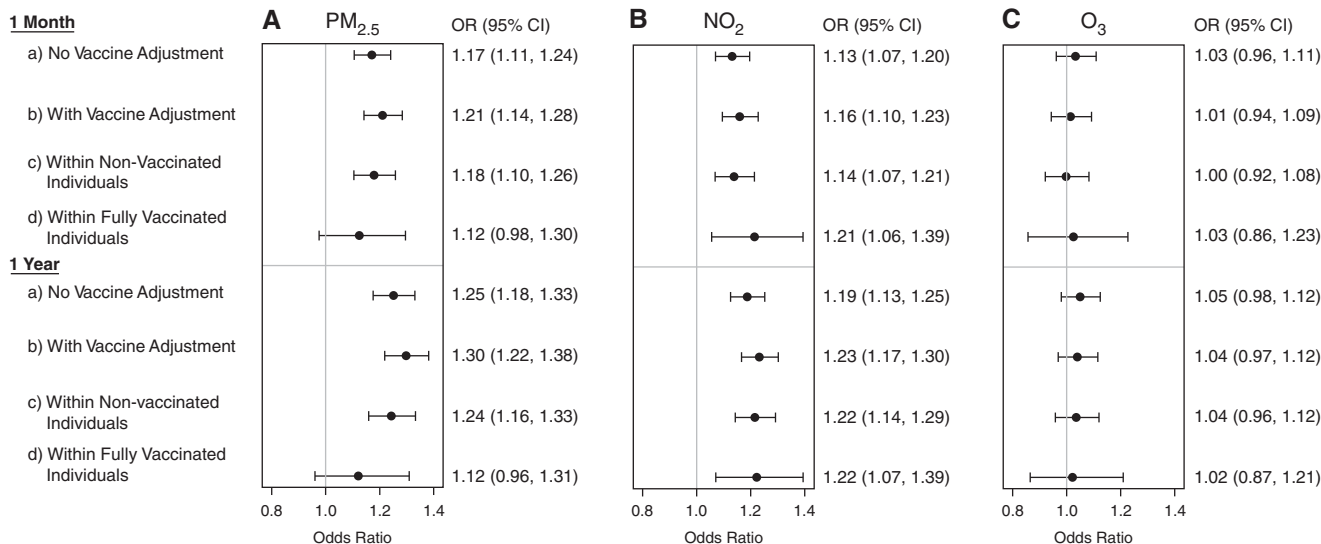 1 Month
A PM2.5 OR (95% CI)
B NO2 OR (95% CI)
C O3 OR (95% CI)
a) No Vaccine Adjustment 1.17 (1.11, 1.24) 1.13 (1.07, 1.20) 1.03 (0.96, 1.11)
b) With Vaccine Adjustment 1.21 (1.14, 1.28) 1.16 (1.10, 1.23) 1.01 (0.94, 1.09)
c) Within Non-Vaccinated
Individuals 1.18 (1.10, 1.26) 1.14 (1.07, 1.21) 1.00 (0.92, 1.08)
d) Within Fully Vaccinated
Individuals 1.12 (0.98, 1.30) 1.21 (1.06, 1.39) 1.03 (0.86, 1.23)
1 Year
a) No Vaccine Adjustment 1.25 (1.18, 1.33) 1.19 (1.13, 1.25) 1.05 (0.98, 1.12)
b) With Vaccine Adjustment 1.30 (1.22, 1.38) 1.23 (1.17, 1.30) 1.04 (0.97, 1.12)
c) Within Non-vaccinated
Individuals 1.24 (1.16, 1.33) 1.22 (1.14, 1.29) 1.04 (0.96, 1.12)
d) Within Fully Vaccinated
Individuals 1.12 (0.96, 1.31) 1.22 (1.07, 1.39) 1.02 (0.87, 1.21)
0.8 1.0 1.2 1.4 0.8 1.0 1.2 1.4 0.8 1.0 1.2 1.4
Odds Ratio Odds Ratio Odds Ratio